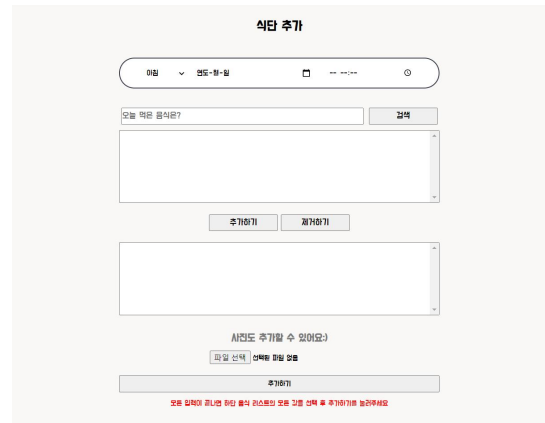 식단 추가
아침 연도-월-일 -- --:--
오늘 먹은 음식은? 검색
추가하기 제거하기
사진도 추가할 수 있어요:)
파일 선택 선택된 파일 없음
추가하기
모든 입력이 끝나면 하단 음식 리스트의 모든 값을 선택 후 추가하기를 눌러주세요